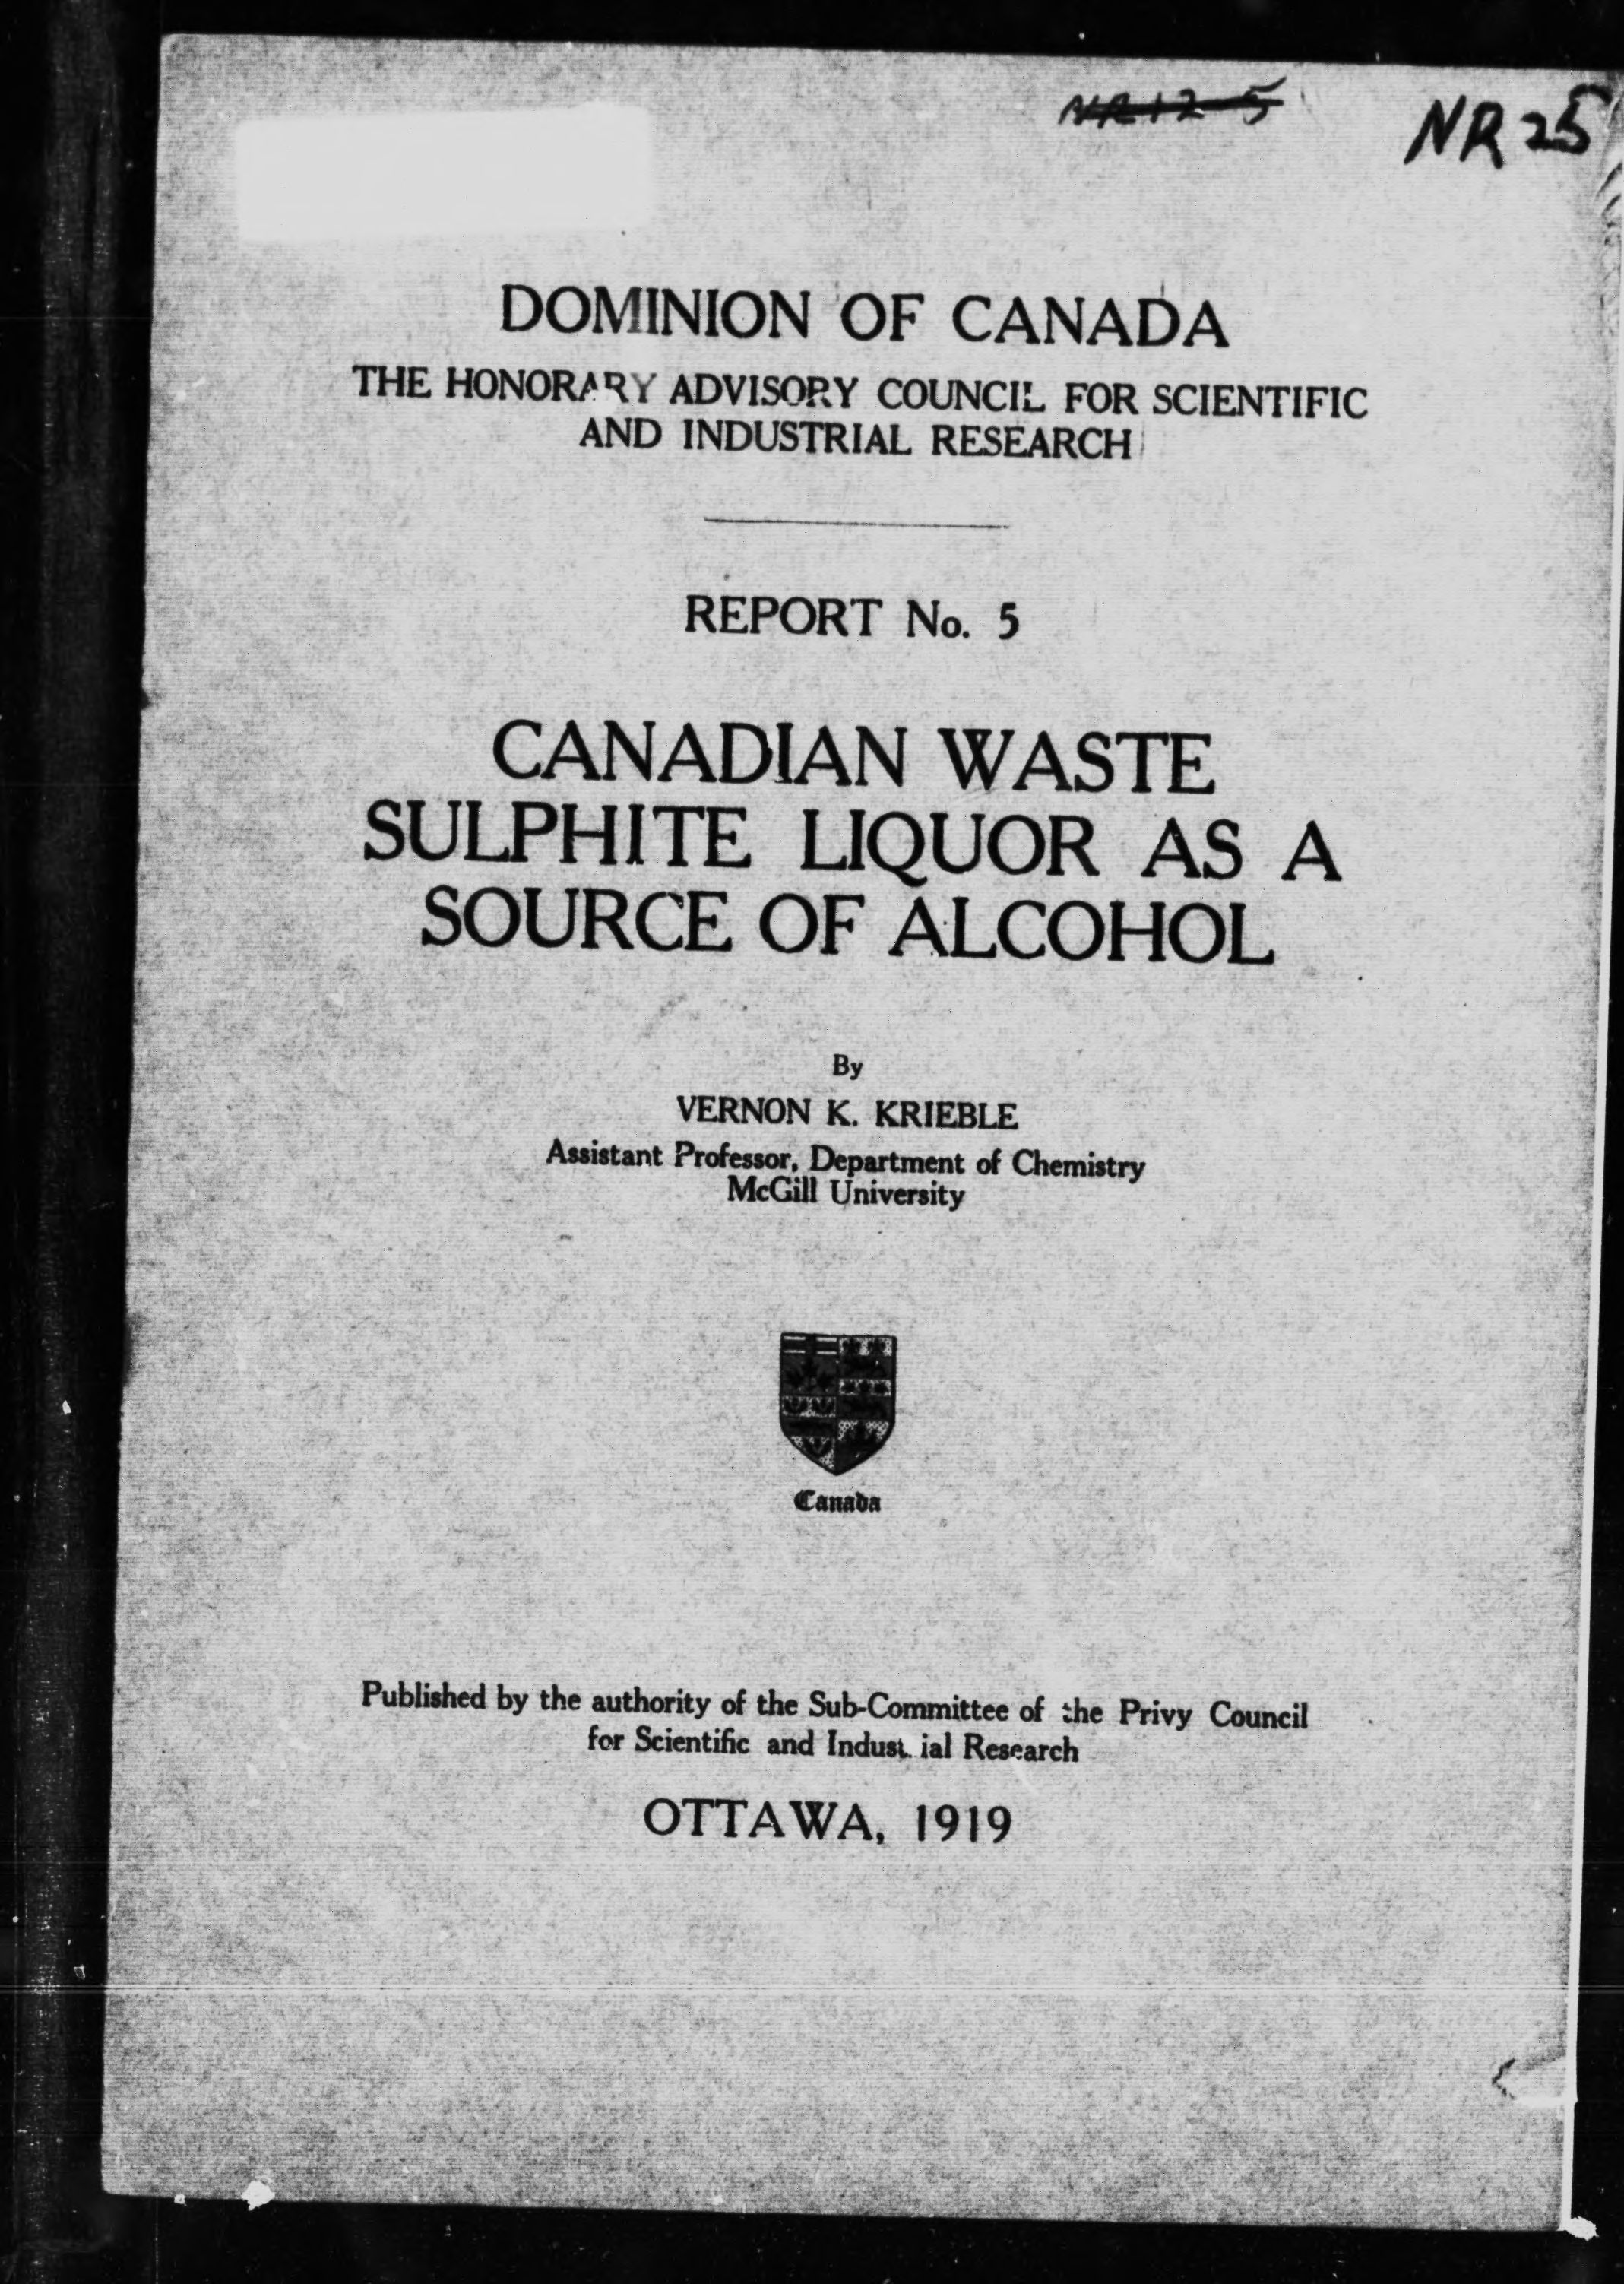 NR12-5
NR 25
DOMINION OF CANADA
THE HONORARY ADVISORY COUNCIL FOR SCIENTIFIC
AND INDUSTRIAL RESEARCH
REPORT No. 5
CANADIAN WASTE
SULPHITE LIQUOR AS A
SOURCE OF ALCOHOL
By
VERNON K. KRIEBLE
Assistant Professor, Department of Chemistry
McGill University
Canada
Published by the authority of the Sub-Committee of the Privy Council
for Scientific and Industrial Research
OTTAWA, 1919